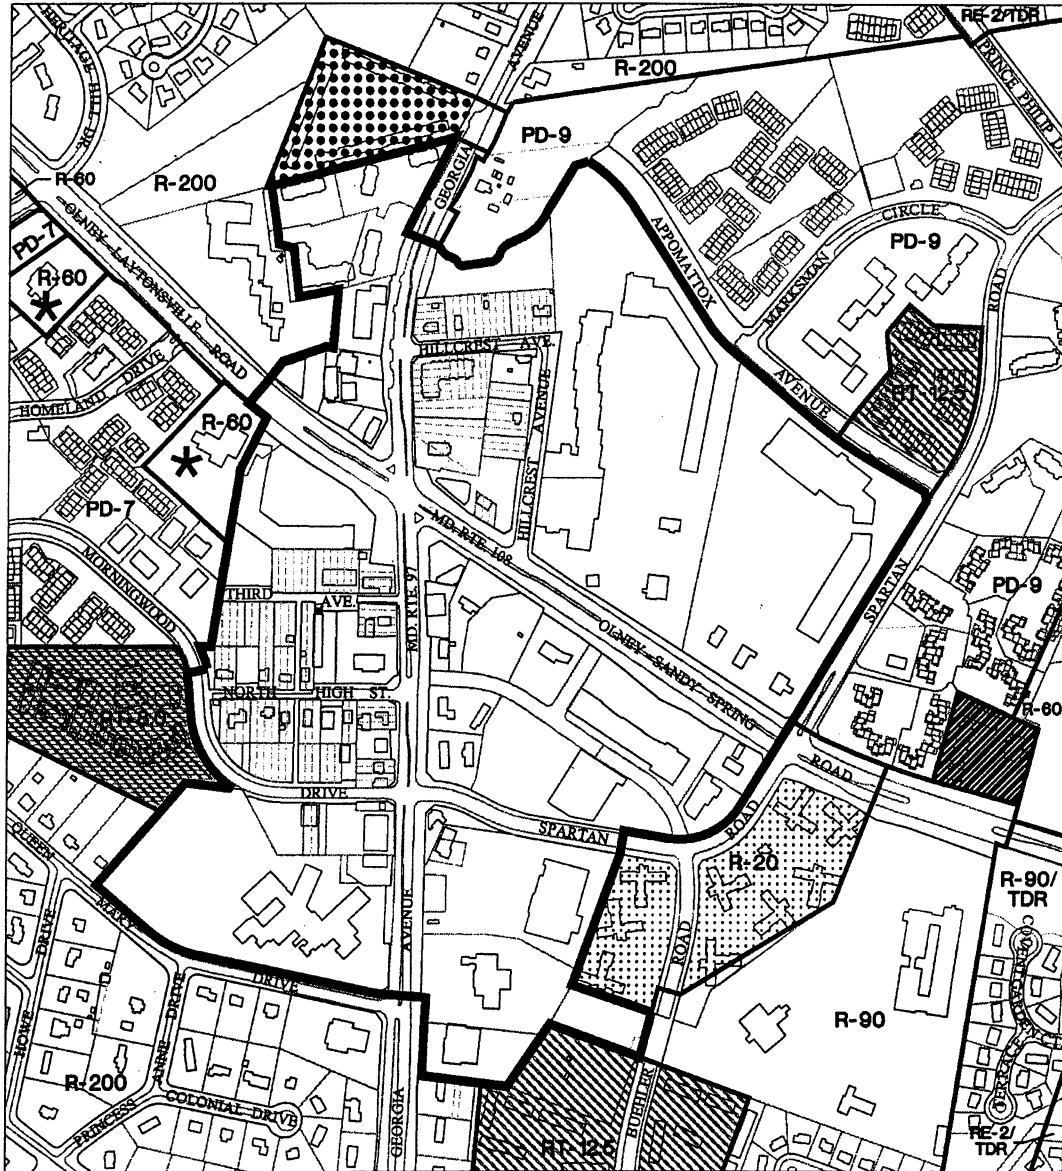 RE-2/TDR
HERITAGE HILL DR.
AVENUE
PRINCE PHILIP
R-200
PD-9
GEORGIA
R-60
R-200
OLNEY LAYTONSVILLE ROAD
PD-7
R-60
*
APPOMATTOX
AVENUE
MARKSMAN
CIRCLE
PD-9
ROAD
HILLCREST AVE.
HILLCREST AVENUE
RT-12.5
HOMELAND DRIVE
R-60
*
PD-7
MD. RTE. 108
MD. RTE. 97
MORNINGWOOD
THIRD AVE.
SPARTAN
PD-9
OLNEY SANDY SPRING
ROAD
NORTH HIGH ST.
R-60
DRIVE
SPARTAN
ROAD
R-20
QUEEN
MARY
DRIVE
AVENUE
ROAD
R-90/
TDR
HOWE DRIVE
ANNE DRIVE
R-90
R-200
PRINCESS
COLONIAL DRIVE
GEORGIA
BUEHLER
RT-12.5
TERRACE
RE-2/
TDR